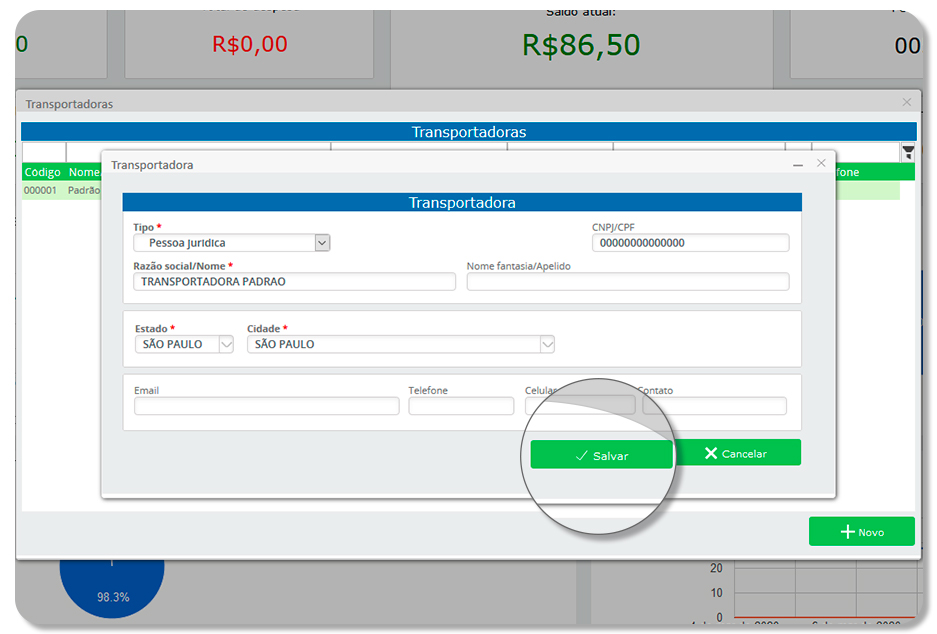 Saldo atual:
0
R$0,00
R$86,50
00
Transportadoras
Transportadoras
Código Nome
fone
000001 Padrão
Transportadora
Transportadora
Tipo *
CNPJ/CPF
Pessoa jurídica
00000000000000
Razão social/Nome *
Nome fantasia/Apelido
TRANSPORTADORA PADRAO
Estado *
Cidade *
SÃO PAULO
SÃO PAULO
Email
Telefone
Celular
Contato
Salvar
Cancelar
Novo
98.3%
20
10
0